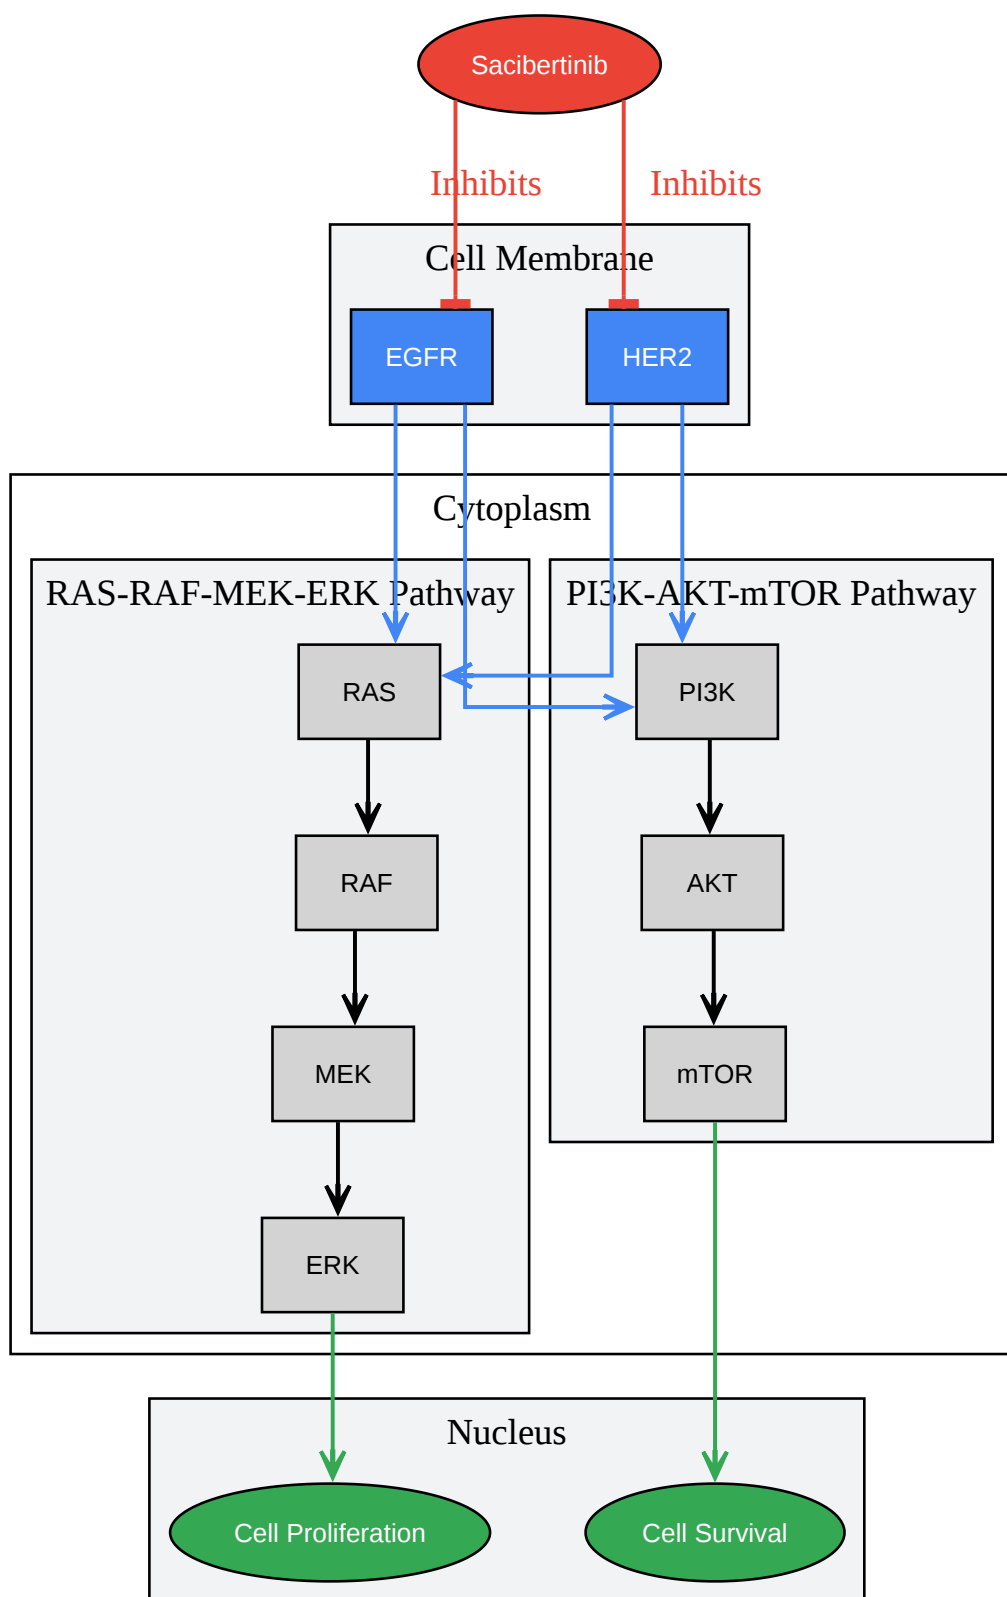 Sacibertinib
Inhibits
Inhibits
Cell Membrane
EGFR
HER2
Cytoplasm
RAS-RAF-MEK-ERK Pathway
PI3K-AKT-mTOR Pathway
RAS
PI3K
RAF
AKT
MEK
mTOR
ERK
Nucleus
Cell Proliferation
Cell Survival